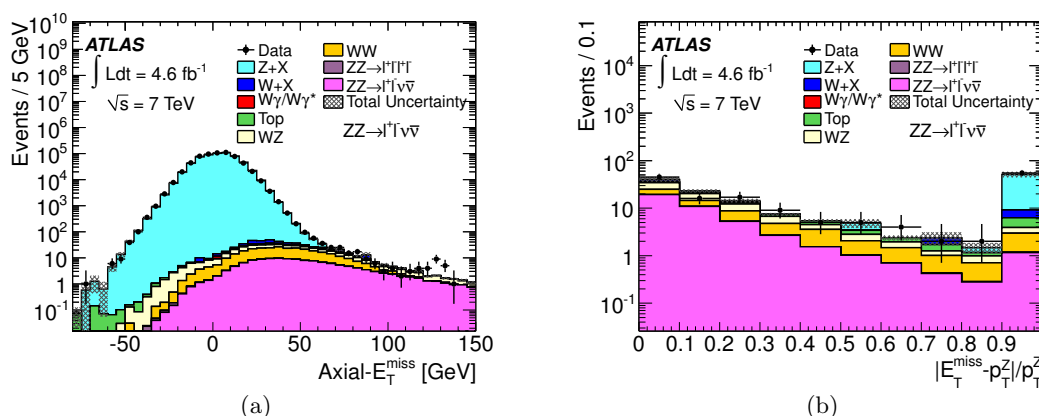 Events / 5 GeV
10^10
10^9
10^8
10^7
10^6
10^5
10^4
10^3
10^2
10
1
10^-1
ATLAS
∫ Ldt = 4.6 fb^-1
√s = 7 TeV
Data
Z+X
W+X
Wγ/Wγ*
Top
WZ
WW
ZZ→l^+l^-l^+l^-
ZZ→l^+l^-νν̄
Total Uncertainty
ZZ→l^+l^-νν̄
-50 0 50 100 150
Axial-E_T^miss [GeV]
(a)
Events / 0.1
10^4
10^3
10^2
10
1
10^-1
ATLAS
∫ Ldt = 4.6 fb^-1
√s = 7 TeV
Data
Z+X
W+X
Wγ/Wγ*
Top
WZ
WW
ZZ→l^+l^-l^+l^-
ZZ→l^+l^-νν̄
Total Uncertainty
ZZ→l^+l^-νν̄
0 0.1 0.2 0.3 0.4 0.5 0.6 0.7 0.8 0.9
|E_T^miss-p_T^Z|/p_T^Z
(b)